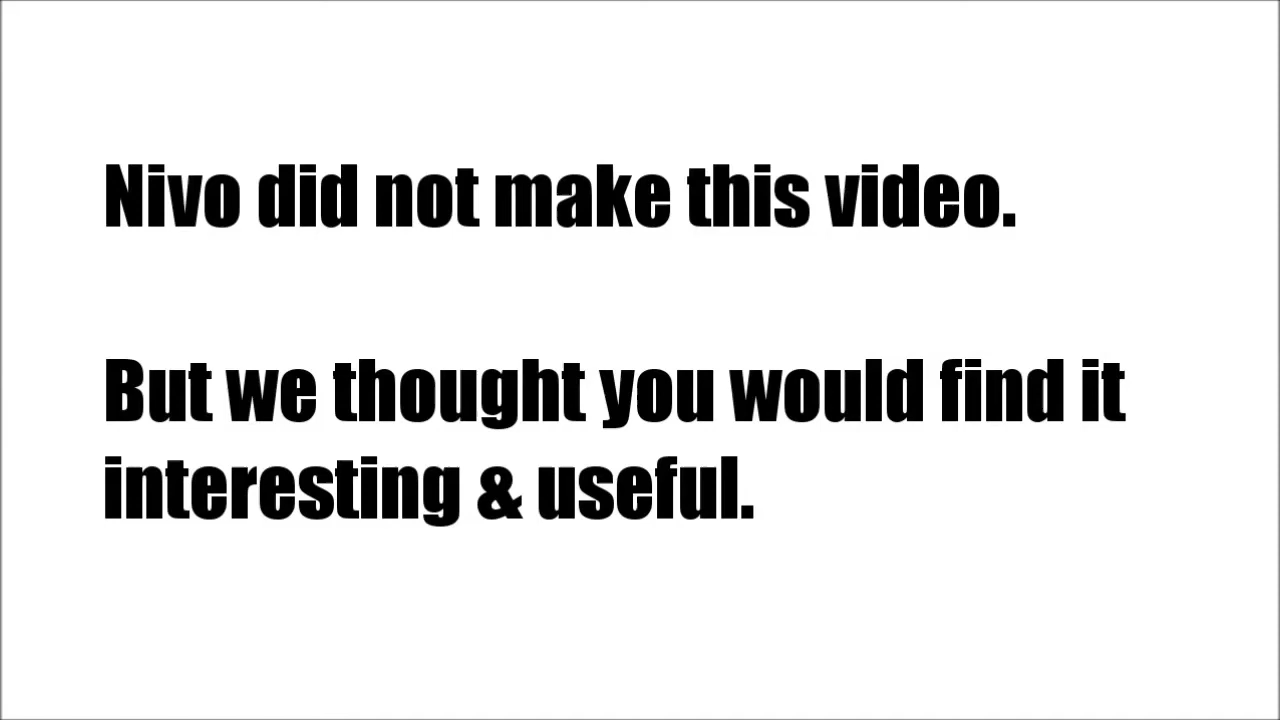 Nivo did not make this video.
But we thought you would find it
interesting & useful.